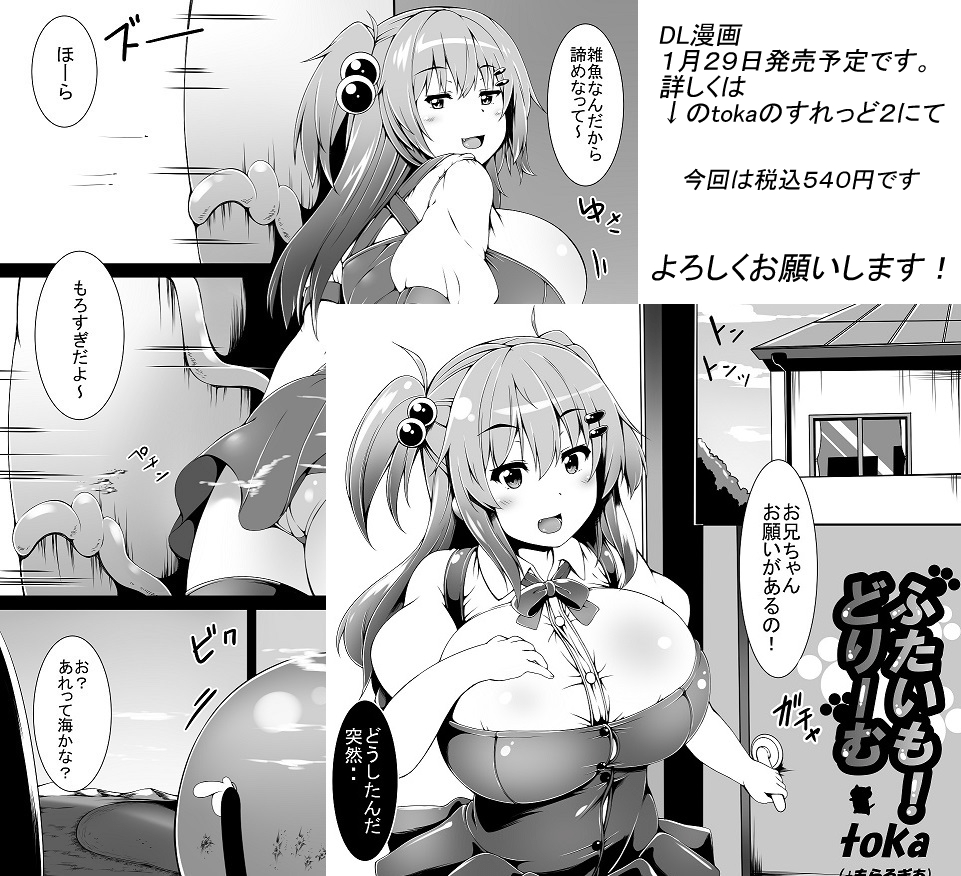 DL漫画
1月29日発売予定です。
詳しくは
↓のtokaのすれっど2にて
今回は税込540円です
よろしくお願いします！
雑魚なんだから
諦めなって～
ゆさ
ズー
ほーら
もろすぎだよ～
ペタン
ビク
お？
あれって海かな？
トン
トンッ
お兄ちゃん
お願いがあるの！
ガチャ
どうしたんだ
突然‥
ふたいも！
どりーむ
toka